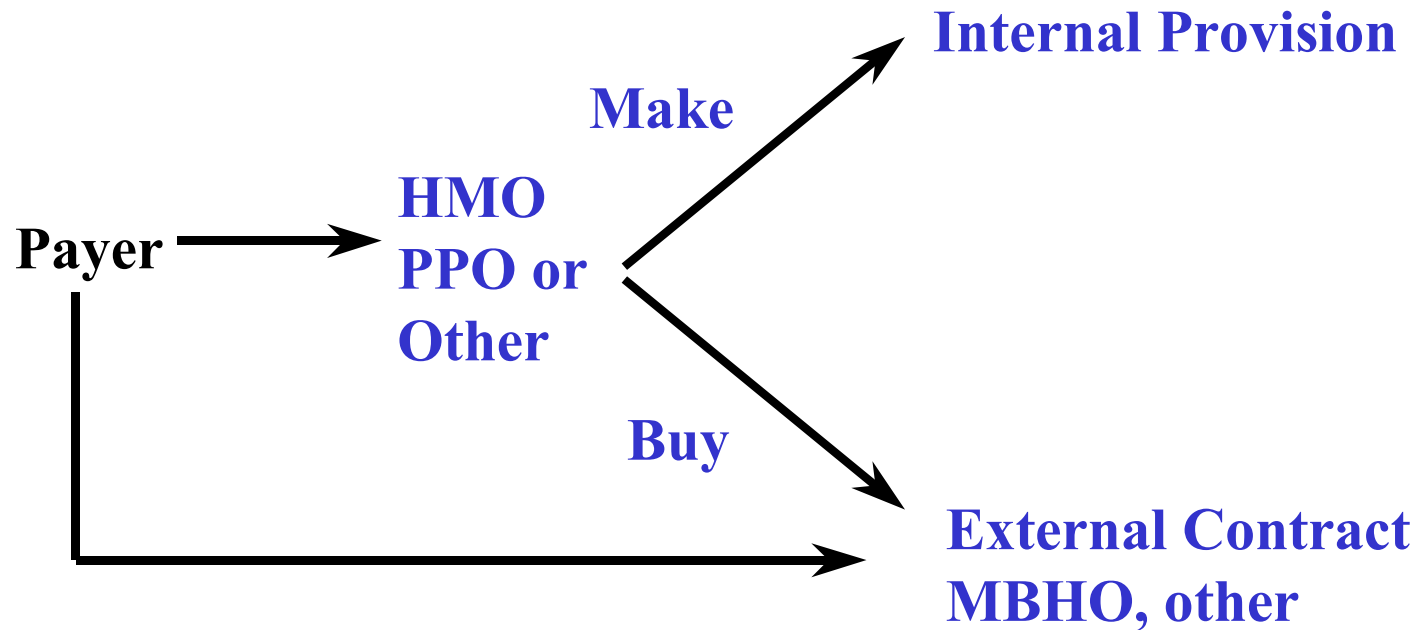 Internal Provision
Make
HMO
PPO or
Other
Payer
Buy
External Contract
MBHO, other